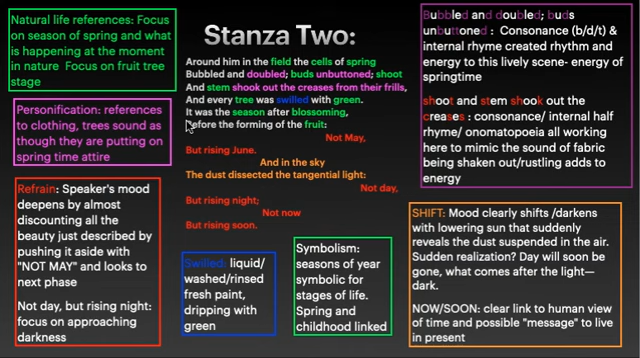 Stanza Two:
Natural life references: Focus
on season of spring and what
is happening at the moment
in nature Focus on fruit tree
stage
Personification: references
to clothing, trees sound as
though they are putting on
spring time attire
Refrain: Speaker's mood
deepens by almost
discounting all the
beauty just described by
pushing it aside with
"NOT MAY" and looks to
next phase
Not day, but rising night:
focus on approaching
darkness
Around him in the field the cells of spring
Bubbled and doubled; buds unbuttoned; shoot
And stem shook out the creases from their frills,
And every tree was swilled with green.
It was the season after blossoming,
Before the forming of the fruit:
Not May,
But rising June.
And in the sky
The dust dissected the tangential light:
Not day,
But rising night;
Not now
But rising soon.
Swilled: liquid/
washed/rinsed
fresh paint,
dripping with
green
Symbolism:
seasons of year
symbolic for
stages of life.
Spring and
childhood linked
Bubbled and doubled; buds
unbuttoned : Consonance (b/d/t) &
internal rhyme created rhythm and
energy to this lively scene- energy of
springtime
shoot and stem shook out the
creases : consonance/ internal half
rhyme/ onomatopoeia all working
here to mimic the sound of fabric
being shaken out/rustling adds to
energy
SHIFT: Mood clearly shifts /darkens
with lowering sun that suddenly
reveals the dust suspended in the air.
Sudden realization? Day will soon be
gone, what comes after the light—
dark.
NOW/SOON: clear link to human view
of time and possible "message" to live
in present